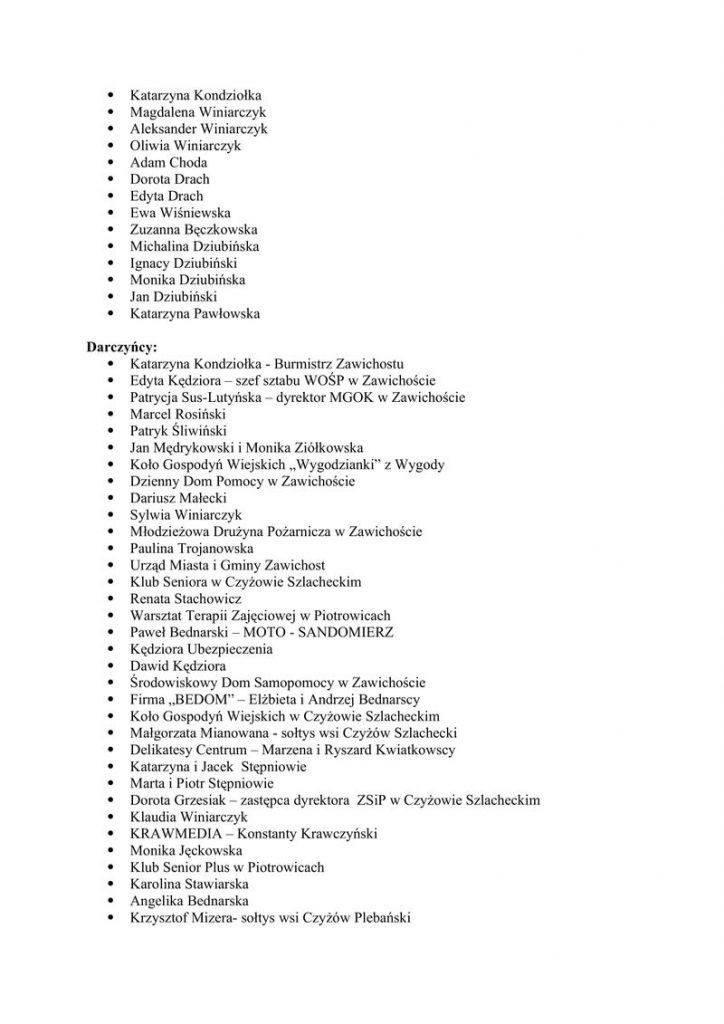 • Katarzyna Kondziołka
• Magdalena Winiarczyk
• Aleksander Winiarczyk
• Oliwia Winiarczyk
• Adam Choda
• Dorota Drach
• Edyta Drach
• Ewa Wiśniewska
• Zuzanna Bęczkowska
• Michalina Dziubińska
• Ignacy Dziubiński
• Monika Dziubińska
• Jan Dziubiński
• Katarzyna Pawłowska
Darczyńcy:
• Katarzyna Kondziołka - Burmistrz Zawichostu
• Edyta Kędziora – szef sztabu WOŚP w Zawichoście
• Patrycja Sus-Lutyńska – dyrektor MGOK w Zawichoście
• Marcel Rosiński
• Patryk Śliwiński
• Jan Mędrykowski i Monika Ziółkowska
• Koło Gospodyń Wiejskich „Wygodzianki” z Wygody
• Dzienny Dom Pomocy w Zawichoście
• Dariusz Małecki
• Sylwia Winiarczyk
• Młodzieżowa Drużyna Pożarnicza w Zawichoście
• Paulina Trojanowska
• Urząd Miasta i Gminy Zawichost
• Klub Seniora w Czyżowie Szlacheckim
• Renata Stachowicz
• Warsztat Terapii Zajęciowej w Piotrowicach
• Paweł Bednarski – MOTO - SANDOMIERZ
• Kędziora Ubezpieczenia
• Dawid Kędziora
• Środowiskowy Dom Samopomocy w Zawichoście
• Firma „BEDOM” – Elżbieta i Andrzej Bednarscy
• Koło Gospodyń Wiejskich w Czyżowie Szlacheckim
• Małgorzata Mianowana - sołtys wsi Czyżów Szlachecki
• Delikatesy Centrum – Marzena i Ryszard Kwiatkowscy
• Katarzyna i Jacek  Stępniowie
• Marta i Piotr Stępniowie
• Dorota Grzesiak – zastępca dyrektora  ZSiP w Czyżowie Szlacheckim
• Klaudia Winiarczyk
• KRAWMEDIA – Konstanty Krawczyński
• Monika Jęckowska
• Klub Senior Plus w Piotrowicach
• Karolina Stawiarska
• Angelika Bednarska
• Krzysztof Mizera- sołtys wsi Czyżów Plebański